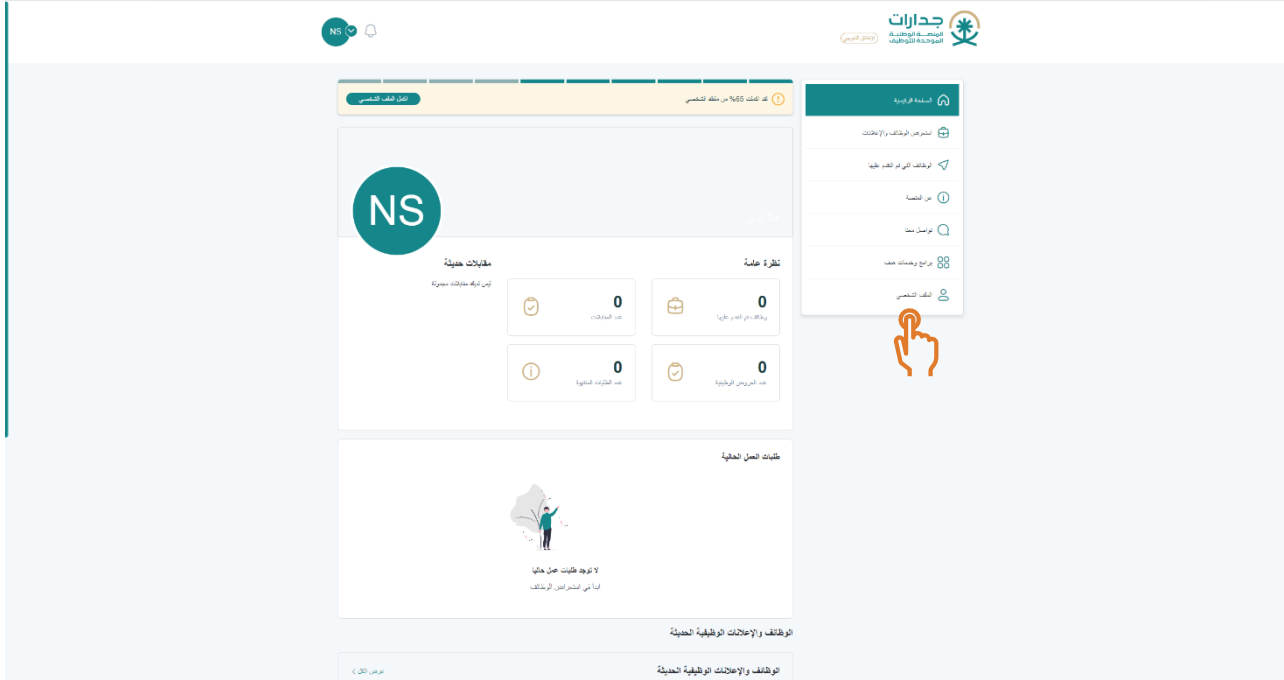 جدارات
المنصة الوطنية
الموحدة للتوظيف
NS
لقد أكملت 65% من ملفك الشخصي
أكمل الملف الشخصي
الصفحة الرئيسية
استعرض الوظائف والإعلانات
الوظائف التي تم التقدم عليها
عن المنصة
تواصل معنا
برامج وخدمات هدف
الملف الشخصي
NS
نظرة عامة
مقابلات حديثة
ليس لديك مقابلات مجدولة
0
وظائف تم التقدم عليها
0
عدد المقابلات
0
عدد العروض الوظيفية
0
عدد الطلبات المنتهية
طلبات العمل الحالية
لا توجد طلبات عمل حاليا
ابدأ في استعراض الوظائف
الوظائف والإعلانات الوظيفية الحديثة
الوظائف والإعلانات الوظيفية الحديثة
عرض الكل